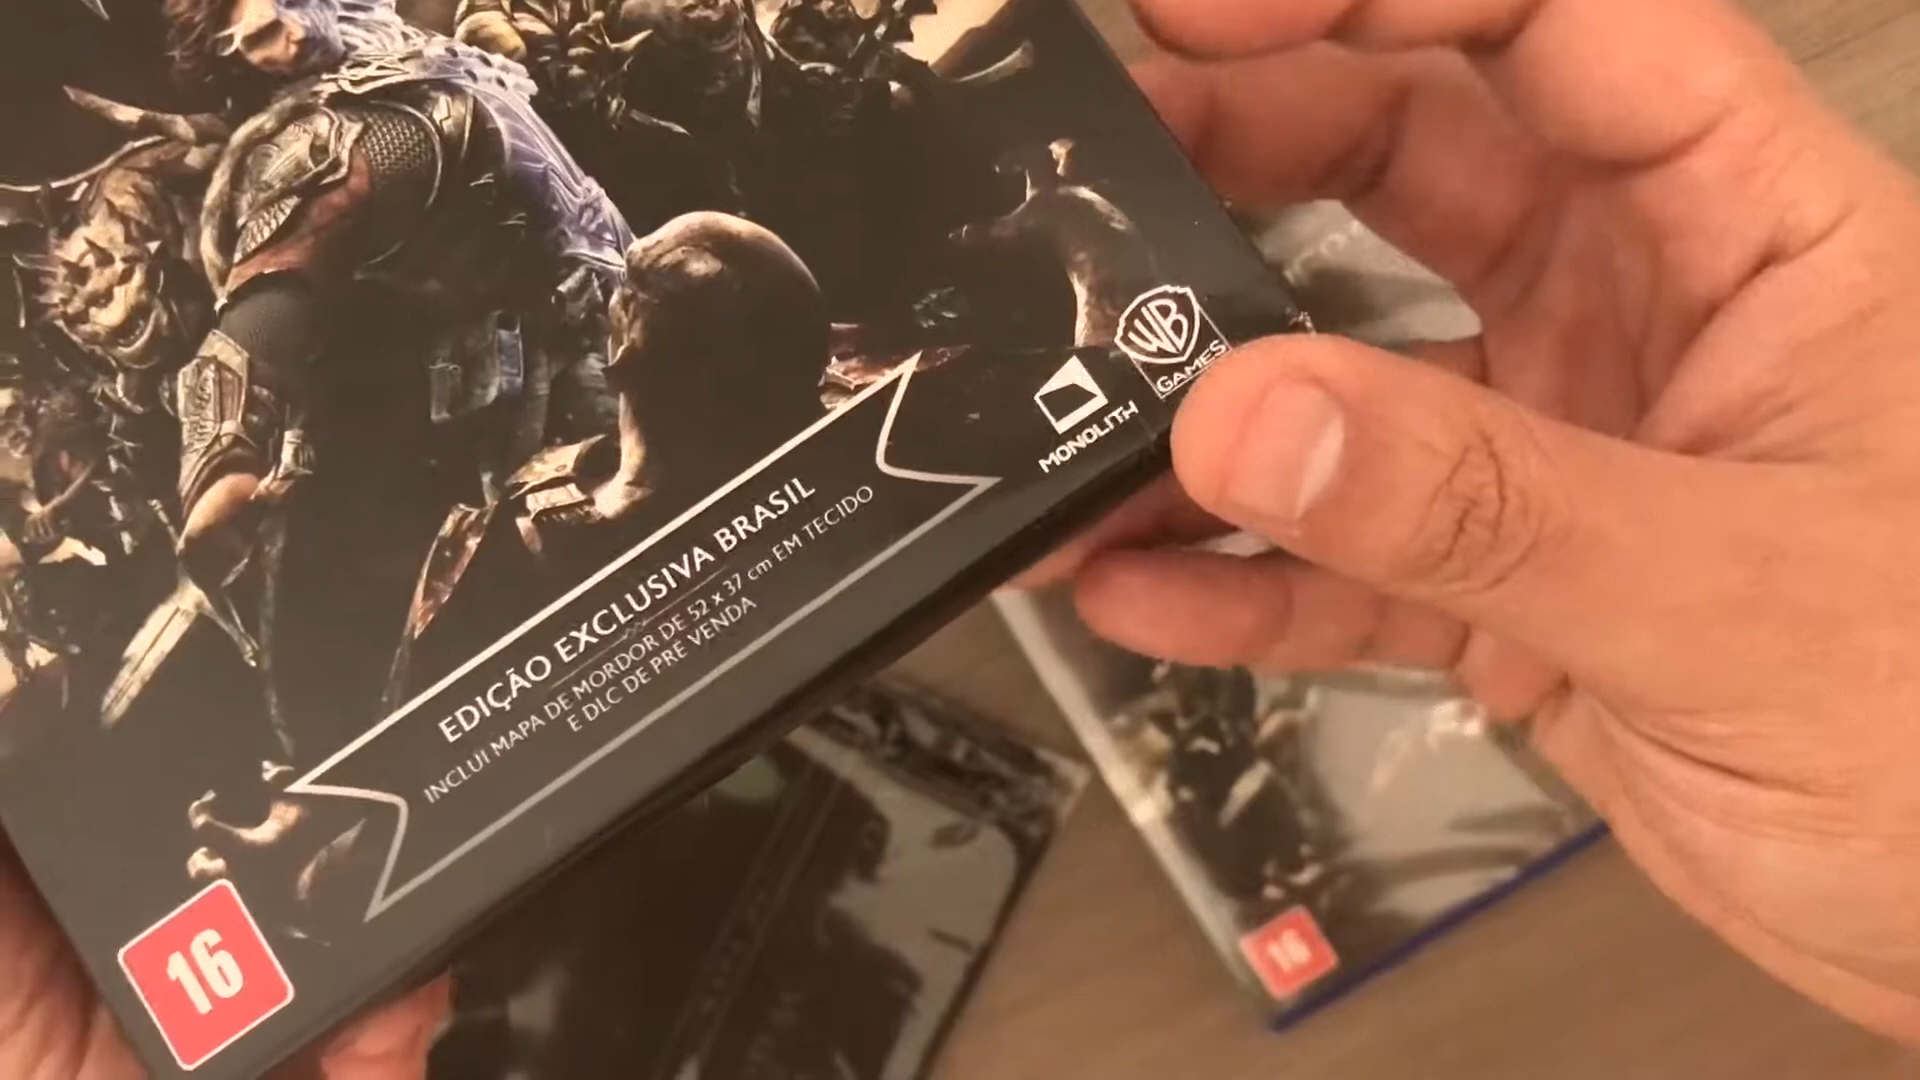 WB
GAMES
MONOLITH
EDIÇÃO EXCLUSIVA BRASIL
INCLUI MAPA DE MORDOR DE 52 x 37 cm EM TECIDO
E DLC DE PRÉ VENDA
16
16